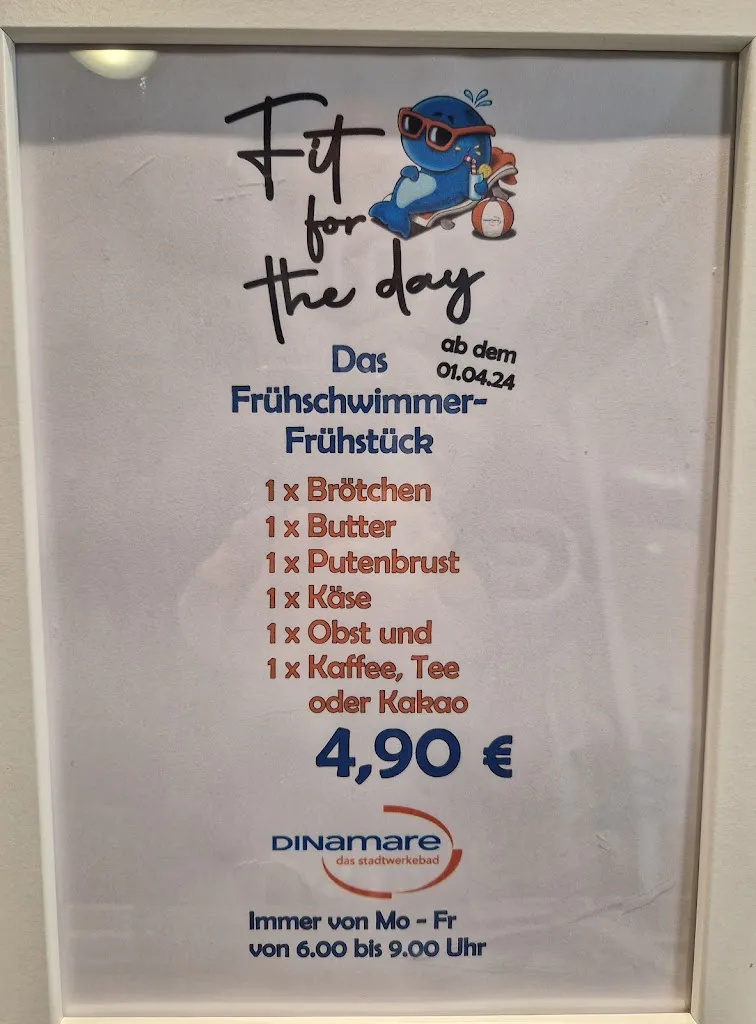 Fit
for
the day
ab dem
01.04.24
Das
Frühschwimmer-
Frühstück
1 x Brötchen
1 x Butter
1 x Putenbrust
1 x Käse
1 x Obst und
1 x Kaffee, Tee
oder Kakao
4,90 €
DINamare
das stadtwerkebad
Immer von Mo - Fr
von 6.00 bis 9.00 Uhr